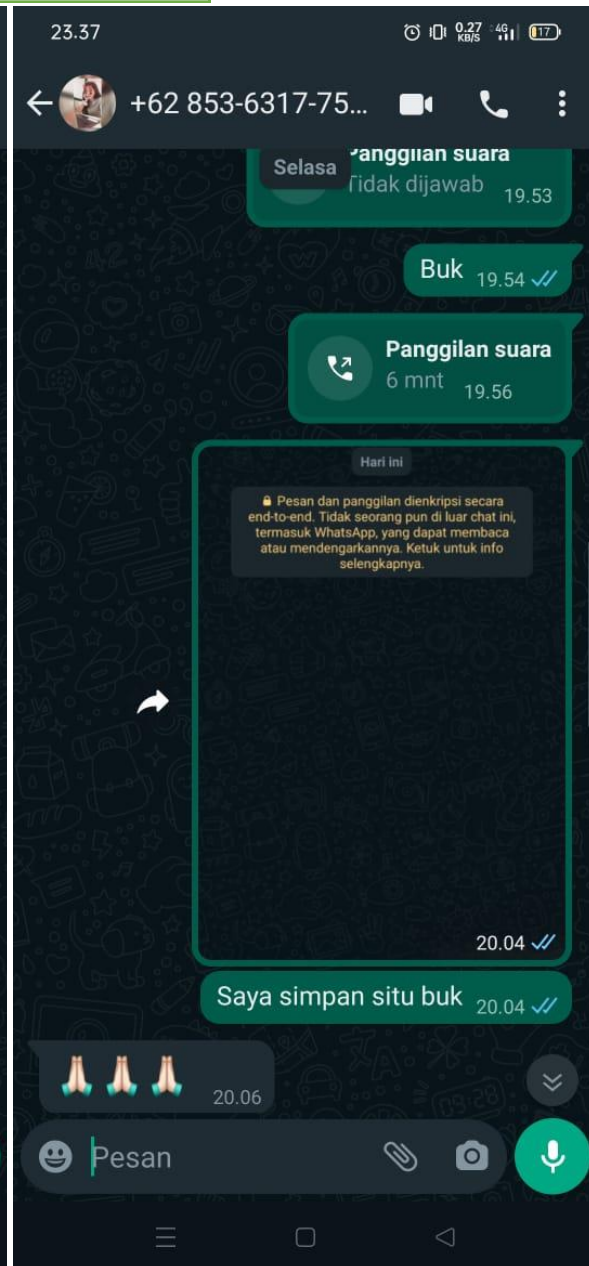 23.37
0.27 KB/S 4G 17
+62 853-6317-75...
Selasa
Panggilan suara
Tidak dijawab 19.53
Buk 19.54
Panggilan suara
6 mnt 19.56
Hari ini
Pesan dan panggilan dienkripsi secara
end-to-end. Tidak seorang pun di luar chat ini,
termasuk WhatsApp, yang dapat membaca
atau mendengarkannya. Ketuk untuk info
selengkapnya.
20.04
Saya simpan situ buk 20.04
20.06
Pesan